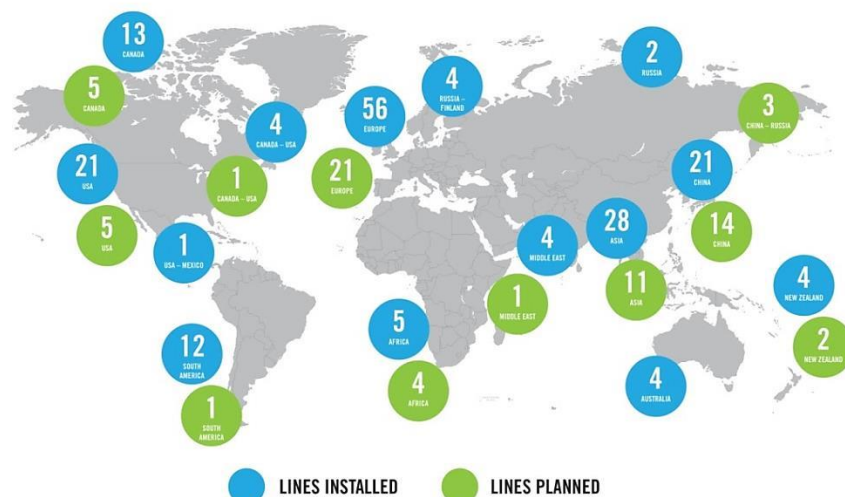 13
CANADA
5
CANADA
4
CANADA – USA
21
USA
1
CANADA – USA
5
USA
1
USA – MEXICO
12
SOUTH
AMERICA
1
SOUTH
AMERICA
56
EUROPE
4
RUSSIA –
FINLAND
21
EUROPE
2
RUSSIA
3
CHINA – RUSSIA
21
CHINA
14
CHINA
28
ASIA
11
ASIA
4
MIDDLE EAST
1
MIDDLE EAST
5
AFRICA
4
AFRICA
4
NEW ZEALAND
2
NEW ZEALAND
4
AUSTRALIA
LINES INSTALLED
LINES PLANNED